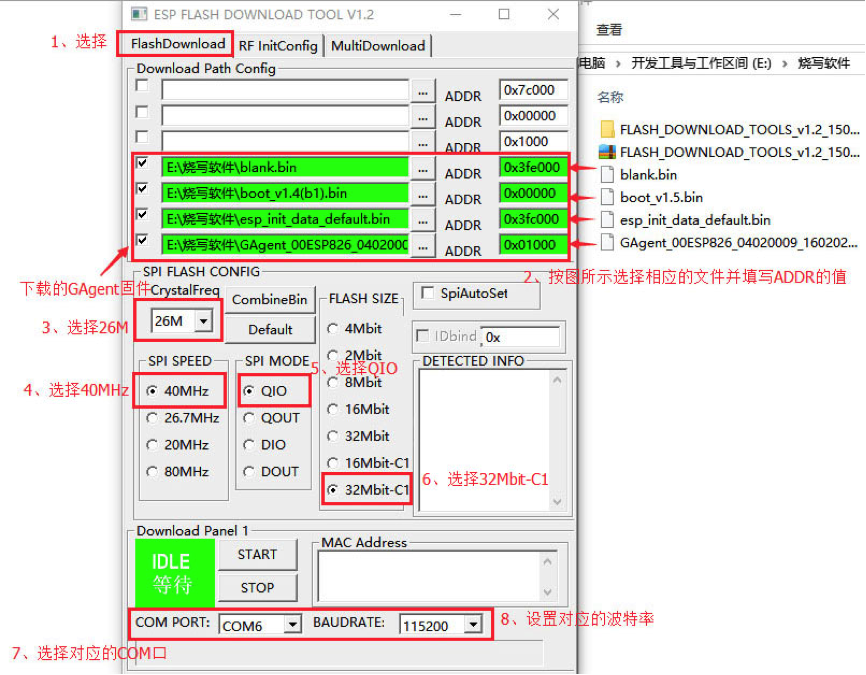 ESP FLASH DOWNLOAD TOOL V1.2
查看
1、选择
FlashDownload
RF InitConfig
MultiDownload
电脑 › 开发工具与工作区间 (E:) › 烧写软件
Download Path Config
名称
... ADDR 0x7c000
... ADDR 0x00000
... ADDR 0x1000
E:\烧写软件\blank.bin ... ADDR 0x3fe000
E:\烧写软件\boot_v1.4(b1).bin ... ADDR 0x00000
E:\烧写软件\esp_init_data_default.bin ... ADDR 0x3fc000
E:\烧写软件\GAgent_00ESP826_0402000 ... ADDR 0x01000
FLASH_DOWNLOAD_TOOLS_v1.2_150...
FLASH_DOWNLOAD_TOOLS_v1.2_150...
blank.bin
boot_v1.5.bin
esp_init_data_default.bin
GAgent_00ESP826_04020009_160202...
2、按图所示选择相应的文件并填写ADDR的值
下载的GAgent固件
SPI FLASH CONFIG
CrystalFreq
26M
3、选择26M
CombineBin
Default
FLASH SIZE
4Mbit
2Mbit
8Mbit
16Mbit
32Mbit
16Mbit-C1
32Mbit-C1
SpiAutoSet
IDbind
0x
SPI SPEED
40MHz
26.7MHz
20MHz
80MHz
4、选择40MHz
SPI MODE
QIO
QOUT
DIO
DOUT
5、选择QIO
DETECTED INFO
6、选择32Mbit-C1
Download Panel 1
IDLE
等待
START
STOP
MAC Address
COM PORT: COM6 BAUDRATE: 115200
8、设置对应的波特率
7、选择对应的COM口